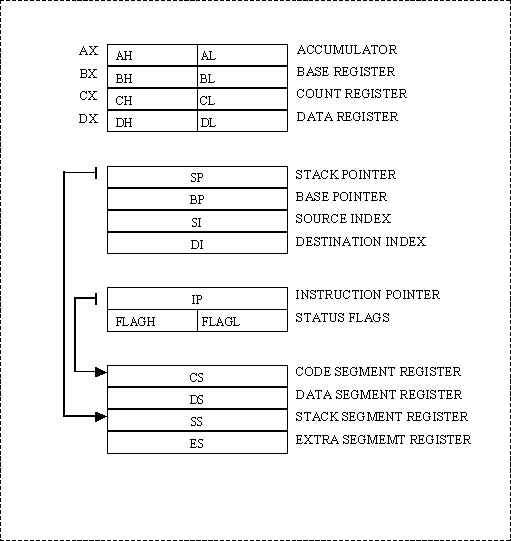 AX AH AL ACCUMULATOR
BX BH BL BASE REGISTER
CX CH CL COUNT REGISTER
DX DH DL DATA REGISTER
SP STACK POINTER
BP BASE POINTER
SI SOURCE INDEX
DI DESTINATION INDEX
IP INSTRUCTION POINTER
FLAGH FLAGL STATUS FLAGS
CS CODE SEGMENT REGISTER
DS DATA SEGMENT REGISTER
SS STACK SEGMENT REGISTER
ES EXTRA SEGMEMT REGISTER